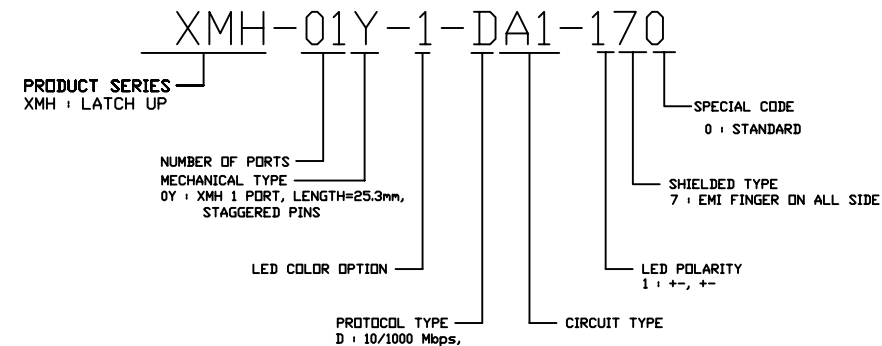 XMH-01Y-1-DA1-170
PRODUCT SERIES
XMH : LATCH UP
SPECIAL CODE
0 : STANDARD
NUMBER OF PORTS
MECHANICAL TYPE
0Y : XMH 1 PORT, LENGTH=25.3mm,
STAGGERED PINS
SHIELDED TYPE
7 : EMI FINGER ON ALL SIDE
LED COLOR OPTION
LED POLARITY
1 : +-, +-
PROTOCOL TYPE
D : 10/1000 Mbps,
CIRCUIT TYPE